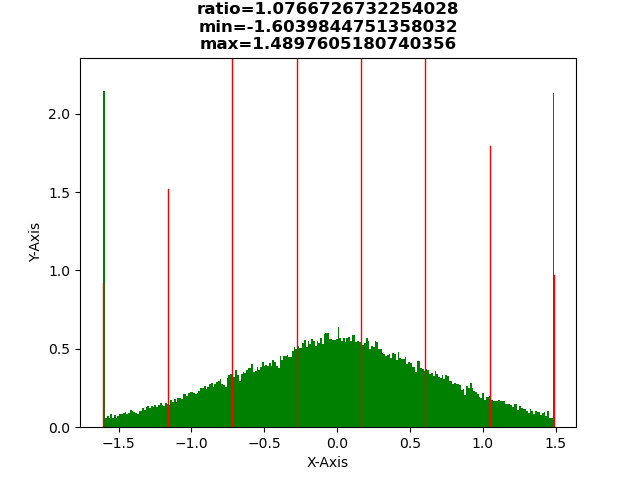 ratio=1.0766726732254028
min=-1.6039844751358032
max=1.4897605180740356
Y-Axis
2.0
1.5
1.0
0.5
0.0
−1.5 −1.0 −0.5 0.0 0.5 1.0 1.5
X-Axis